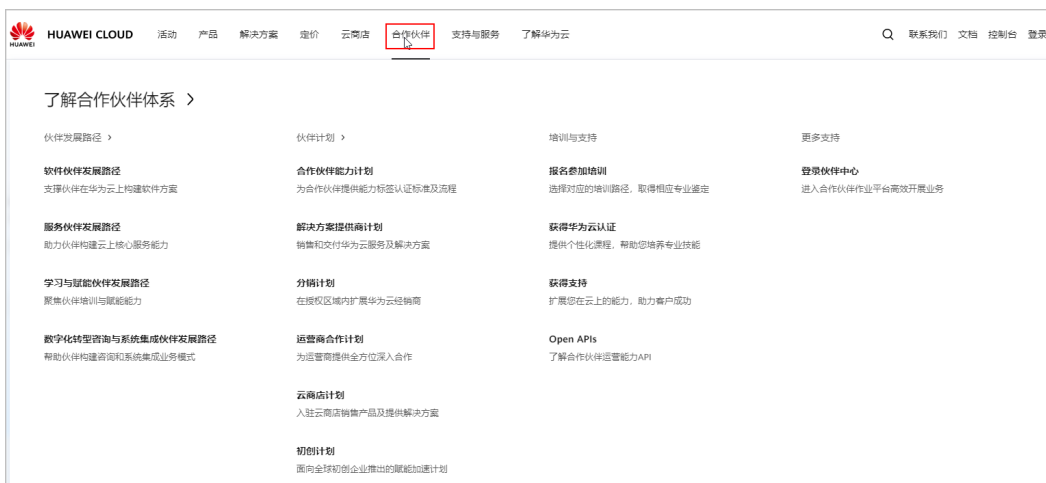 HUAWEI
HUAWEI CLOUD 活动 产品 解决方案 定价 云商店 合作伙伴 支持与服务 了解华为云 联系我们 文档 控制台 登录
了解合作伙伴体系 >
伙伴发展路径 >
软件伙伴发展路径
支撑伙伴在华为云上构建软件方案
服务伙伴发展路径
助力伙伴构建云上核心服务能力
学习与赋能伙伴发展路径
聚焦伙伴培训与赋能能力
数字化转型咨询与系统集成伙伴发展路径
帮助伙伴构建咨询和系统集成业务模式
伙伴计划 >
合作伙伴能力计划
为合作伙伴提供能力标签认证标准及流程
解决方案提供商计划
销售和交付华为云服务及解决方案
分销计划
在授权区域内扩展华为云经销商
运营商合作计划
为运营商提供全方位深入合作
云商店计划
入驻云商店销售产品及提供解决方案
初创计划
面向全球初创企业推出的赋能加速计划
培训与支持
报名参加培训
选择对应的培训路径，取得相应专业鉴定
获得华为云认证
提供个性化课程，帮助您培养专业技能
获得支持
扩展您在云上的能力，助力客户成功
Open APIs
了解合作伙伴运营能力API
更多支持
登录伙伴中心
进入合作伙伴作业平台高效开展业务